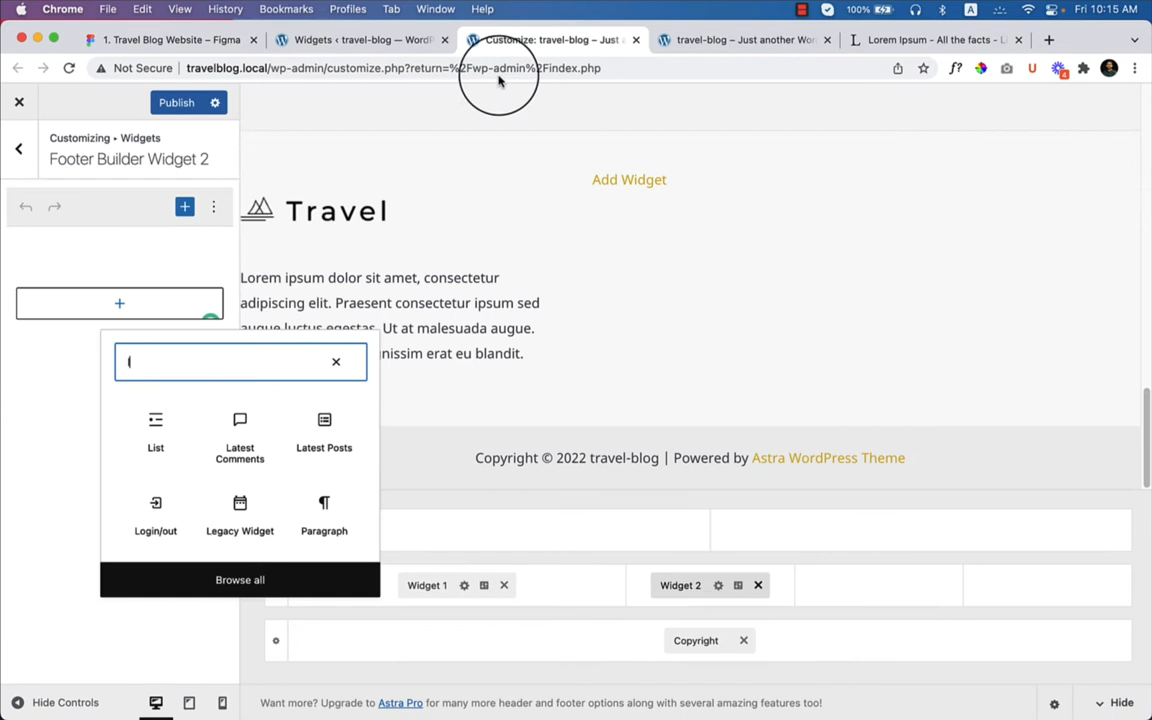 Chrome File Edit View History Bookmarks Profiles Tab Window Help 100% A Fri 10:15 AM
1. Travel Blog Website – Figma Widgets ‹ travel-blog — WordP Customize: travel-blog – Just a travel-blog – Just another Wor Lorem Ipsum - All the facts - Li
Not Secure travelblog.local/wp-admin/customize.php?return=%2Fwp-admin%2Findex.php f? U 4
Publish
Customizing • Widgets
Footer Builder Widget 2
Add Widget
Travel
Lorem ipsum dolor sit amet, consectetur
adipiscing elit. Praesent consectetur ipsum sed
augue luctus egestas. Ut at malesuada augue.
nissim erat eu blandit.
l
List Latest Comments Latest Posts
Login/out Legacy Widget Paragraph
Browse all
Copyright © 2022 travel-blog | Powered by Astra WordPress Theme
Widget 1 Widget 2
Copyright
Hide Controls Want more? Upgrade to Astra Pro for many more header and footer options along with several amazing features too! Hide